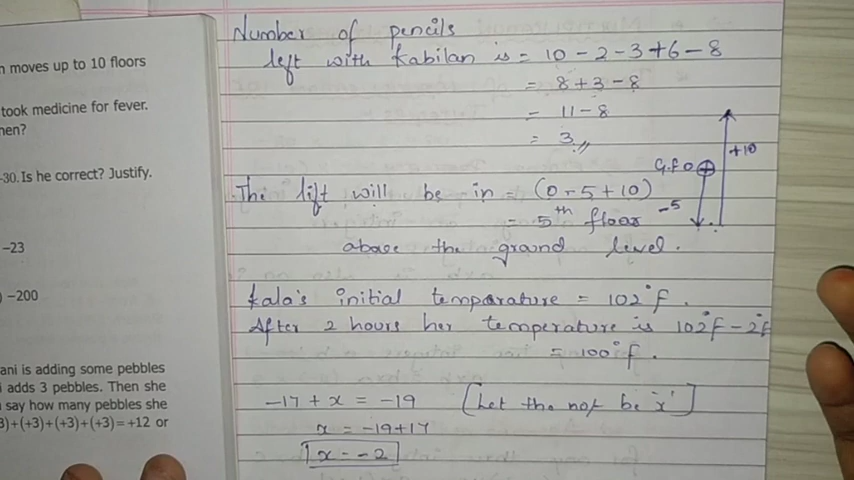 moves up to 10 floors
took medicine for fever.
-30. Is he correct? Justify.
-23
-200
ani is adding some pebbles
adds 3 pebbles. Then she
say how many pebbles she
+(+3)+(+3)+(+3)=+12 or
Number of pencils
left with Kabilan is = 10 - 2 - 3 + 6 - 8
= 8 + 3 - 8
= 11 - 8
= 3
G.F 0
+10
-5
The lift will be in = (0 - 5 + 10)
= 5th floor
above the ground level.
Kala's initial temperature = 102°F.
After 2 hours her temperature is 102°F - 2°F
= 100°F.
-17 + x = -19 [Let the no/- be 'x']
x = -19 + 17
x = -2